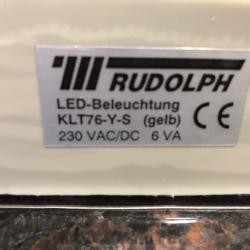 RUDOLPH
LED-Beleuchtung
KLT76-Y-S (gelb)
230 VAC/DC 6 VA
CE